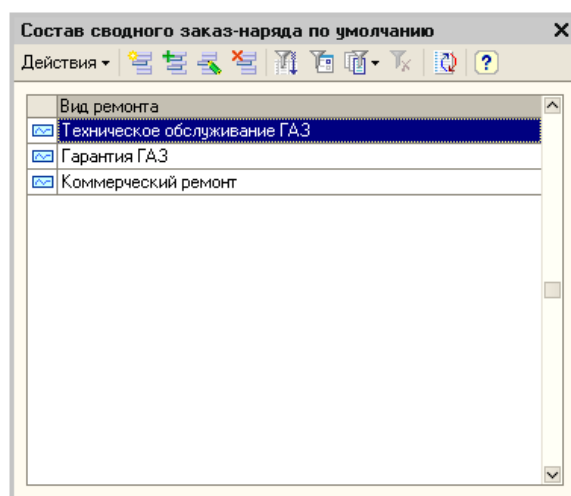 Состав сводного заказ-наряда по умолчанию
Действия
Вид ремонта
Техническое обслуживание ГАЗ
Гарантия ГАЗ
Коммерческий ремонт